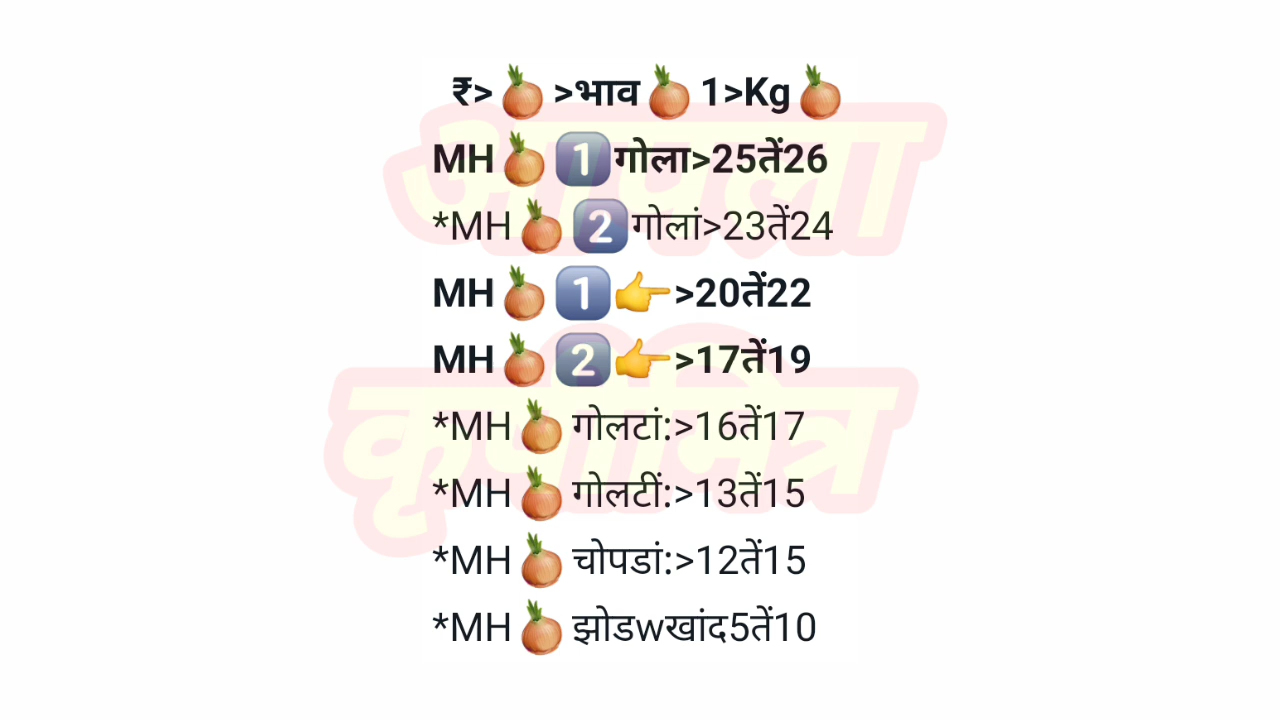 ₹>🧅>भाव🧅1>Kg🧅
MH🧅1️⃣गोला>25तें26
*MH🧅2️⃣गोलां>23तें24
MH🧅1️⃣👉>20तें22
MH🧅2️⃣👉>17तें19
*MH🧅गोलटां:>16तें17
*MH🧅गोलटीं:>13तें15
*MH🧅चोपडां:>12तें15
*MH🧅झोडwखांद5तें10
आपला
कृषीमित्र